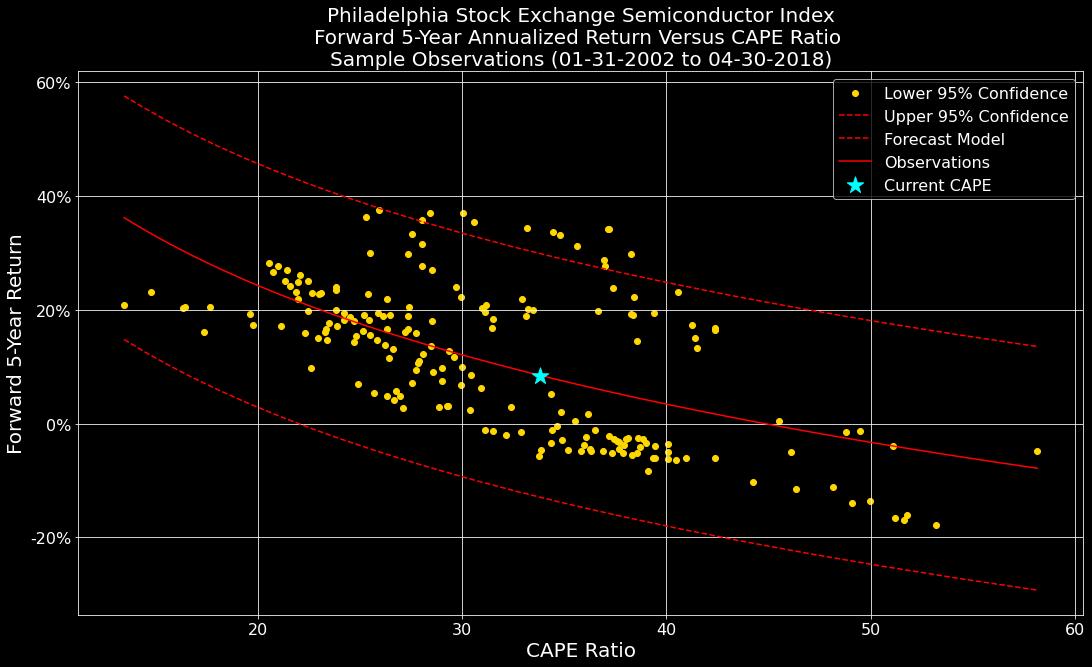 Philadelphia Stock Exchange Semiconductor Index
Forward 5-Year Annualized Return Versus CAPE Ratio
Sample Observations (01-31-2002 to 04-30-2018)
Lower 95% Confidence
Upper 95% Confidence
Forecast Model
Observations
Current CAPE
Forward 5-Year Return
60%
40%
20%
0%
-20%
20
30
40
50
60
CAPE Ratio